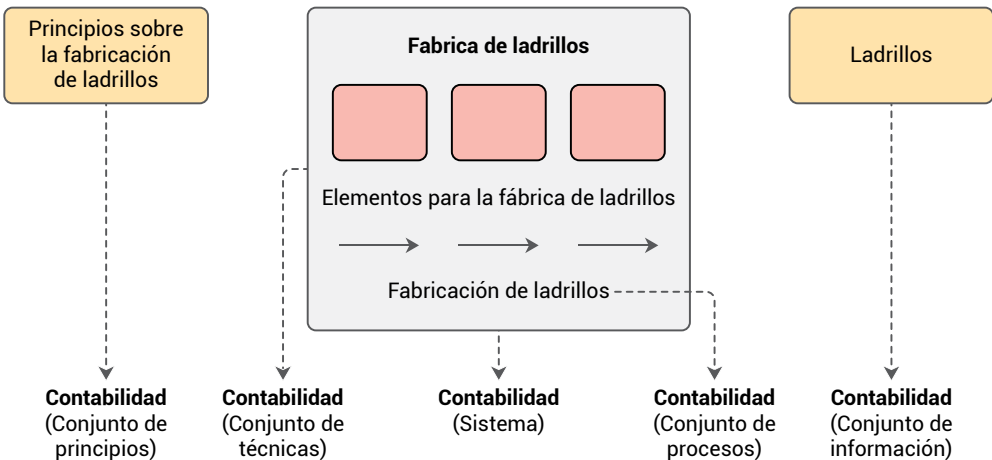 Principios sobre
la fabricación
de ladrillos
Fabrica de ladrillos
Elementos para la fábrica de ladrillos
Fabricación de ladrillos
Ladrillos
Contabilidad
(Conjunto de
principios)
Contabilidad
(Conjunto de
técnicas)
Contabilidad
(Sistema)
Contabilidad
(Conjunto de
procesos)
Contabilidad
(Conjunto de
información)